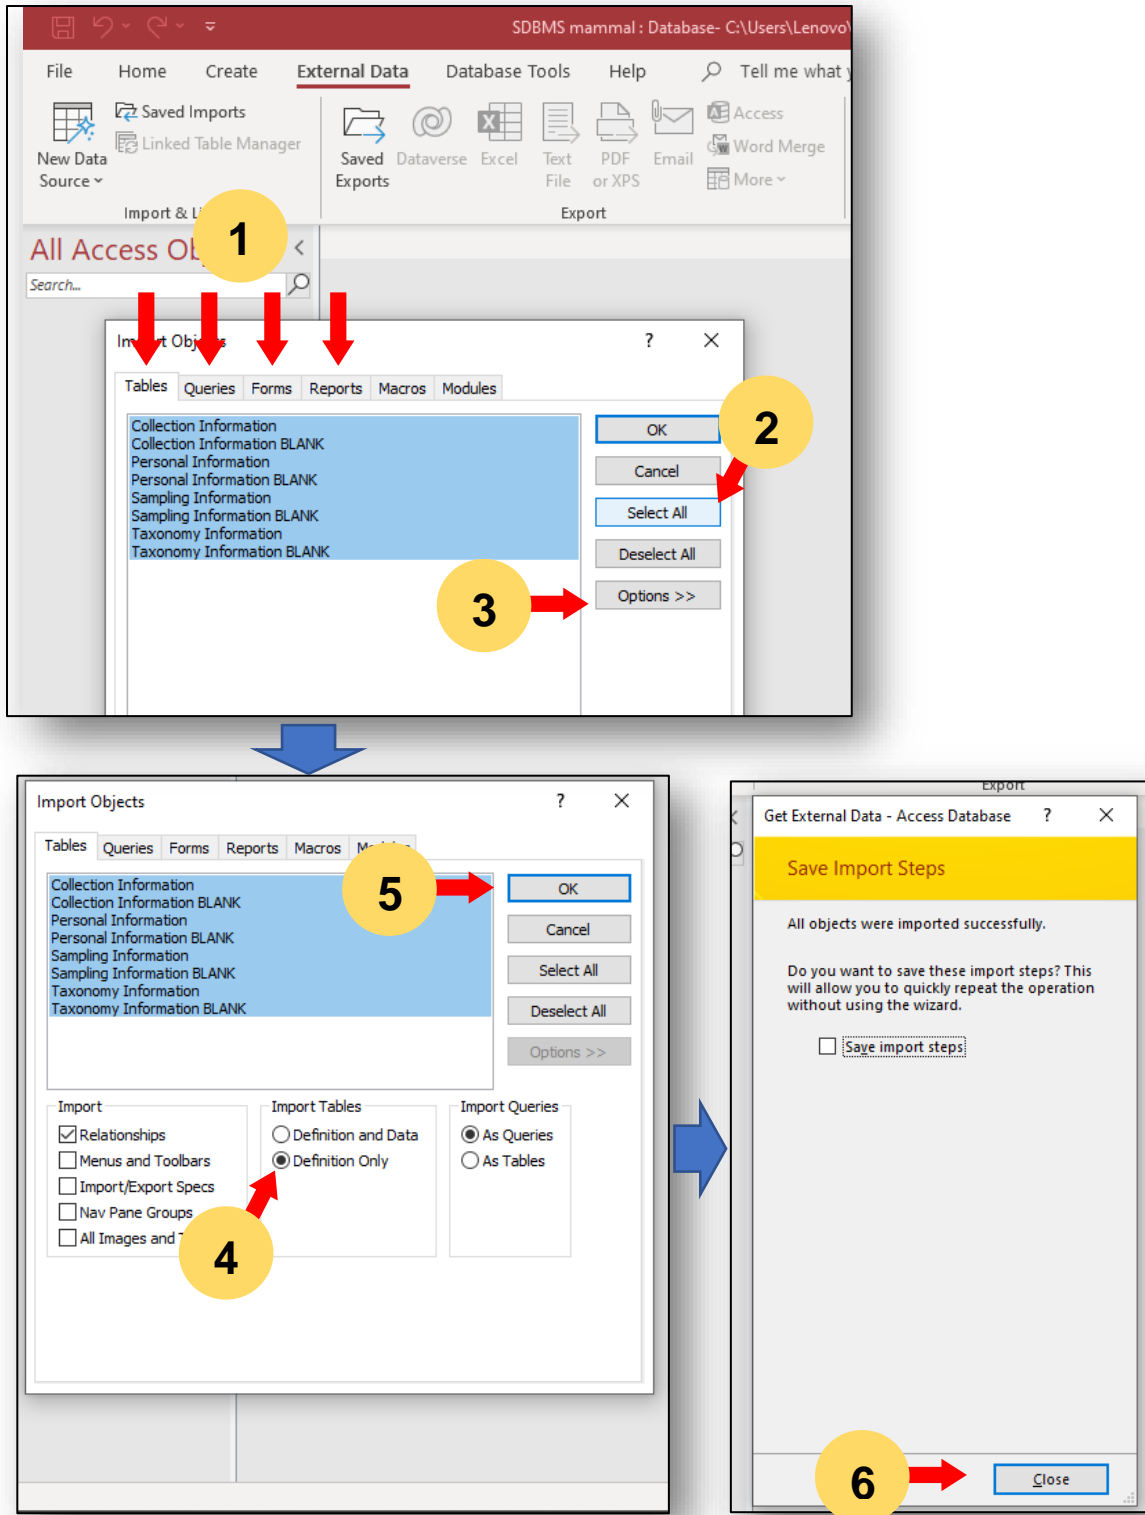 SDBMS mammal : Database- C:\Users\Lenovo\
File Home Create External Data Database Tools Help Tell me what
Saved Imports
Linked Table Manager
New Data
Source
Saved
Exports
Dataverse Excel
Text
File
PDF
or XPS
Email
Access
Word Merge
More
Import &
Export
All Access
Search...
1
Import Objects
? X
Tables Queries Forms Reports Macros Modules
Collection Information
Collection Information BLANK
Personal Information
Personal Information BLANK
Sampling Information
Sampling Information BLANK
Taxonomy Information
Taxonomy Information BLANK
OK
Cancel
Select All
Deselect All
Options >>
2
3
Import Objects
? X
Tables Queries Forms Reports Macros
Collection Information
Collection Information BLANK
Personal Information
Personal Information BLANK
Sampling Information
Sampling Information BLANK
Taxonomy Information
Taxonomy Information BLANK
5
OK
Cancel
Select All
Deselect All
Options >>
Import
Relationships
Menus and Toolbars
Import/Export Specs
Nav Pane Groups
All Images and
Import Tables
Definition and Data
Definition Only
Import Queries
As Queries
As Tables
4
Export
Get External Data - Access Database ? X
Save Import Steps
All objects were imported successfully.
Do you want to save these import steps? This
will allow you to quickly repeat the operation
without using the wizard.
Save import steps
6
Close